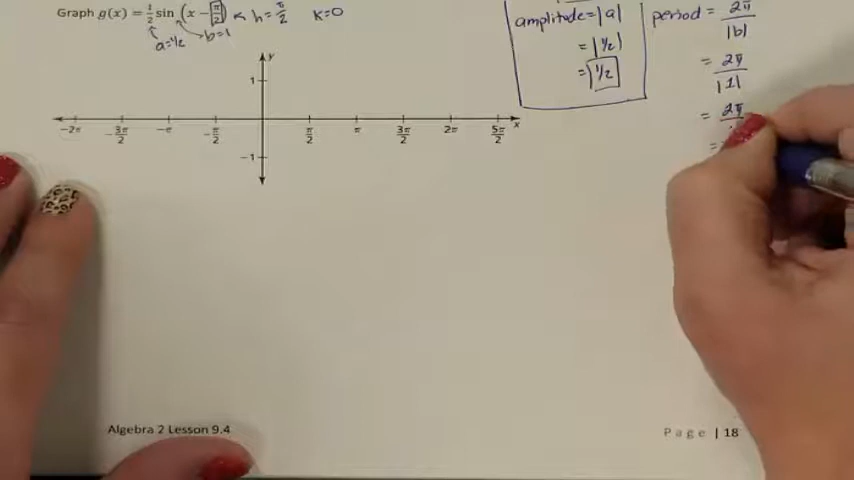 Graph g(x) = 1/2 sin (x − π/2) ← h = π/2   K=0
a=1/2   b=1
amplitude = |a|
= |1/2|
= 1/2
period = 2π/|b|
= 2π/|1|
= 2π
=
y
1
−2π   −3π/2   −π   −π/2   π/2   π   3π/2   2π   5π/2   x
−1
Algebra 2 Lesson 9.4
Page | 18